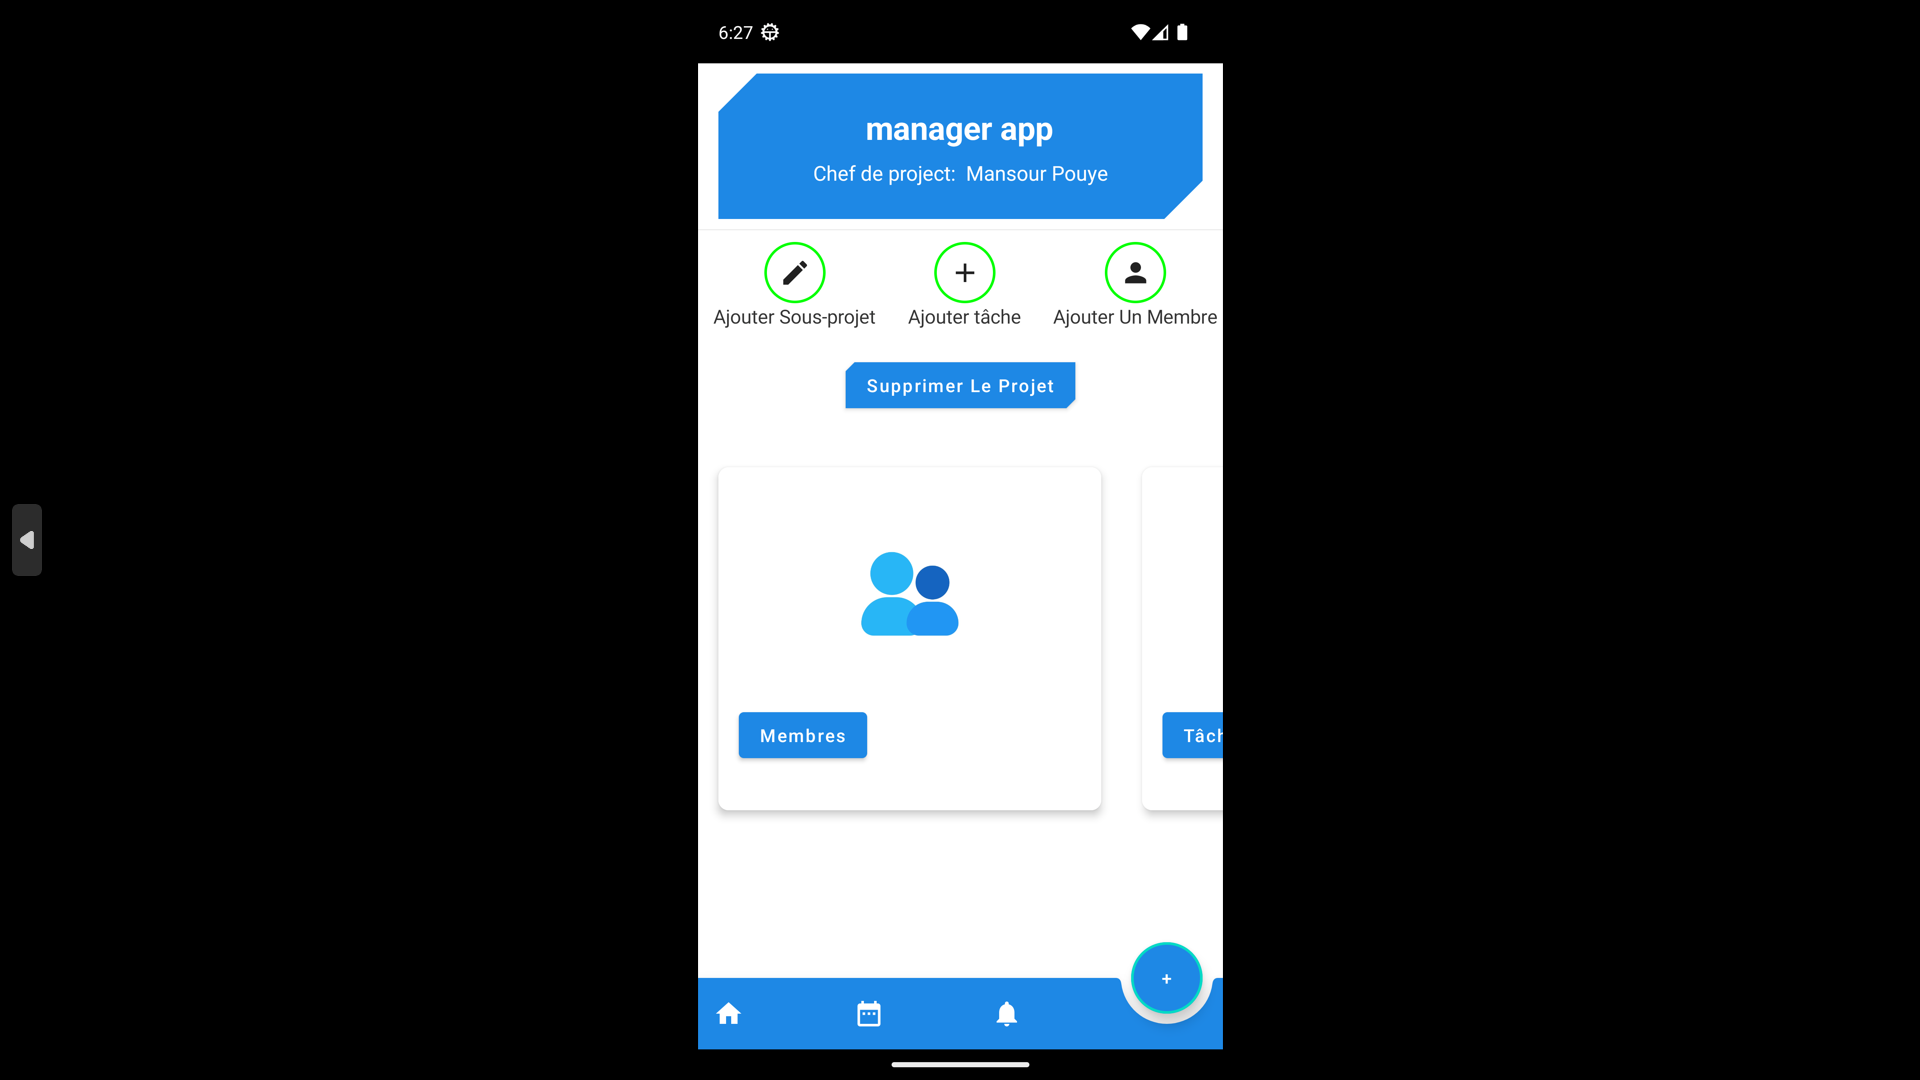 6:27
manager app
Chef de project: Mansour Pouye
Ajouter Sous-projet
Ajouter tâche
Ajouter Un Membre
Supprimer Le Projet
Membres
Tâch
+